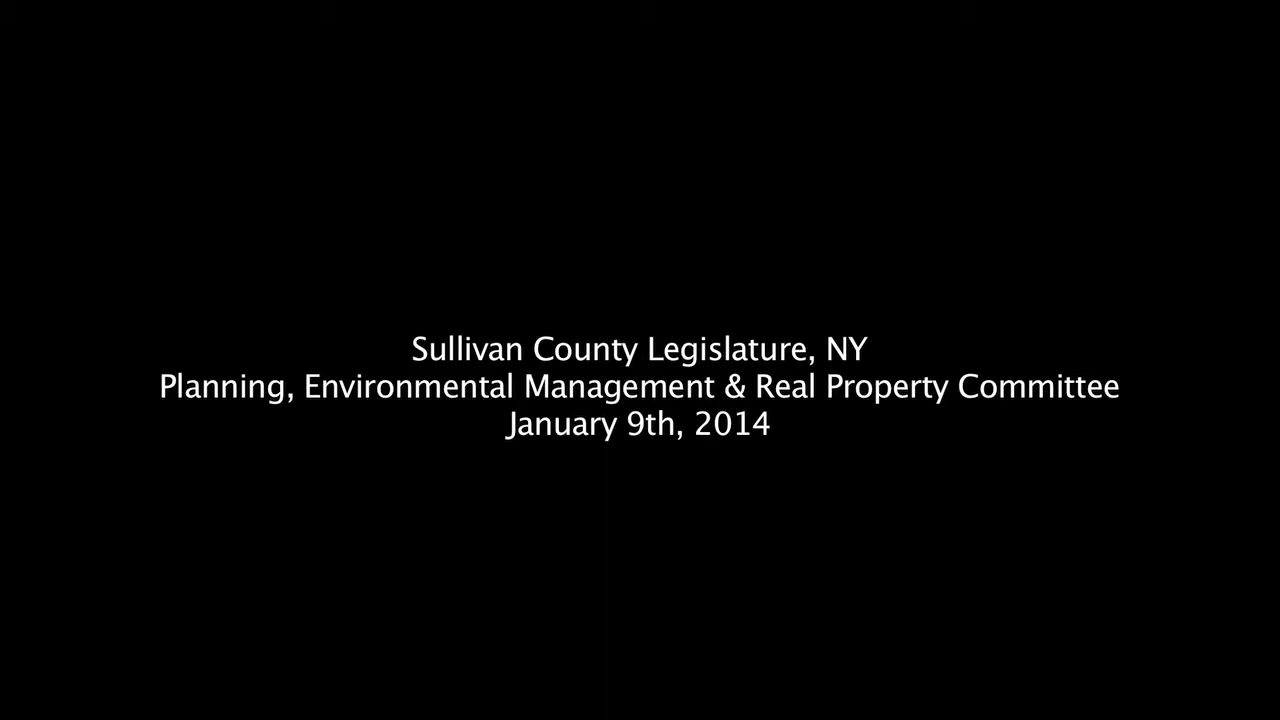 Sullivan County Legislature, NY
Planning, Environmental Management & Real Property Committee
January 9th, 2014